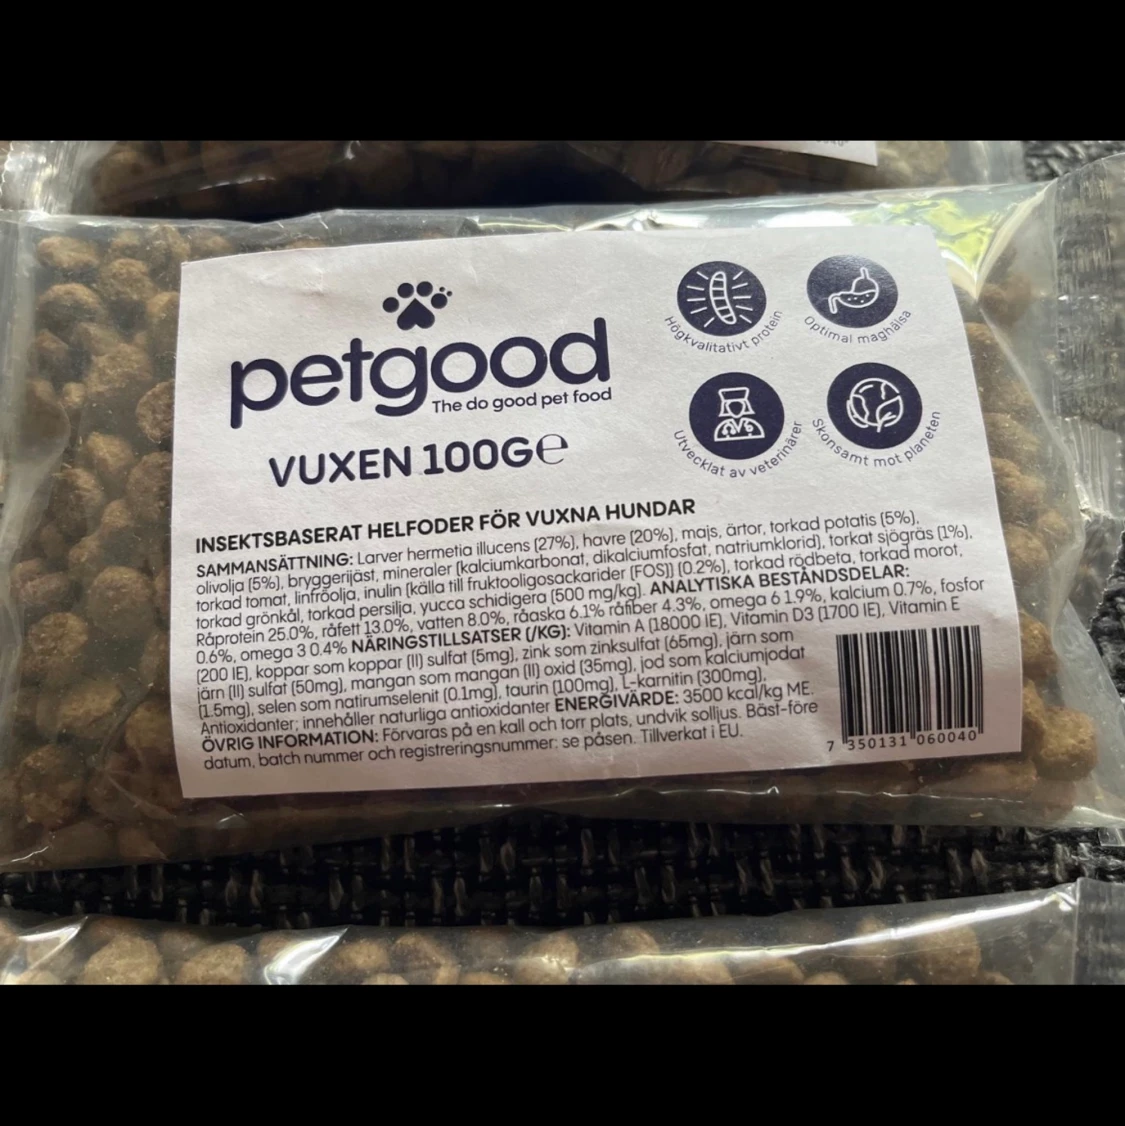 petgood
The do good pet food
VUXEN 100G℮
Högkvalitativt protein
Optimal maghälsa
Utvecklat av veterinärer
Skonsamt mot planeten
INSEKTSBASERAT HELFODER FÖR VUXNA HUNDAR
SAMMANSÄTTNING: Larver hermetia illucens (27%), havre (20%), majs, ärtor, torkad potatis (5%),
olivolja (5%), bryggerijäst, mineraler (kalciumkarbonat, dikalciumfosfat, natriumklorid), torkat sjögräs (1%),
torkad tomat, linfröolja, inulin (källa till fruktooligosackarider (FOS)) (0.2%), torkad rödbeta, torkad morot,
torkad grönkål, torkad persilja, yucca schidigera (500 mg/kg). ANALYTISKA BESTÅNDSDELAR:
Råprotein 25.0%, råfett 13.0%, vatten 8.0%, råaska 6.1% råfiber 4.3%, omega 6 1.9%, kalcium 0.7%, fosfor
0.6%, omega 3 0.4% NÄRINGSTILLSATSER (/KG): Vitamin A (18000 IE), Vitamin D3 (1700 IE), Vitamin E
(200 IE), koppar som koppar (II) sulfat (5mg), zink som zinksulfat (65mg), järn som
järn (II) sulfat (50mg), mangan som mangan (II) oxid (35mg), jod som kalciumjodat
(1.5mg), selen som natirumselenit (0.1mg), taurin (100mg), L-karnitin (300mg),
Antioxidanter; innehåller naturliga antioxidanter ENERGIVÄRDE: 3500 kcal/kg ME.
ÖVRIG INFORMATION: Förvaras på en kall och torr plats, undvik solljus. Bäst-före
datum, batch nummer och registreringsnummer: se påsen. Tillverkat i EU.
7 350131 060040